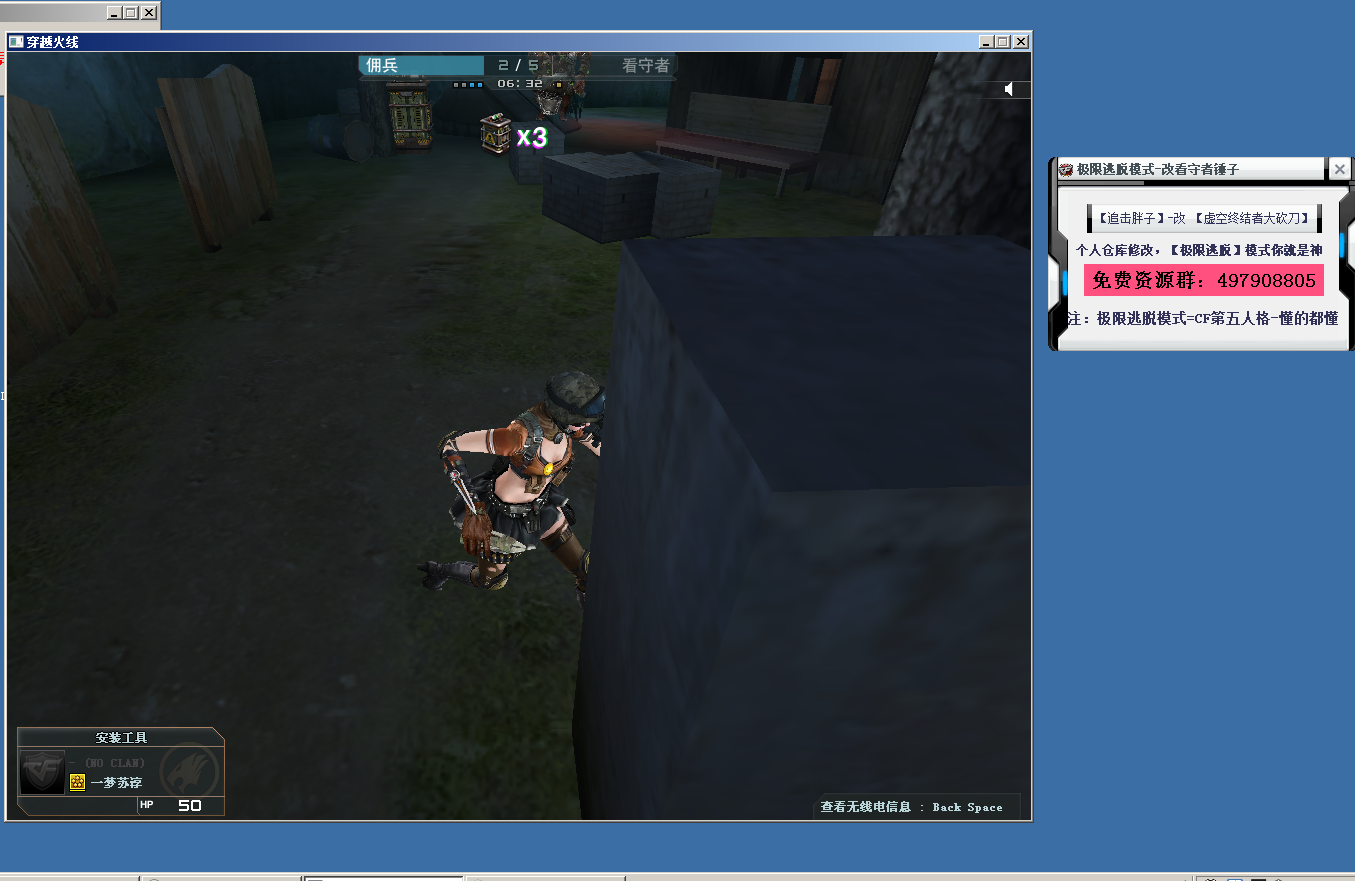 穿越火线
佣兵
2 / 5
看守者
06:32
x3
极限逃脱模式-改看守者锤子
【追击胖子】-改 【虚空终结者大砍刀】
个人仓库修改，【极限逃脱】模式你就是神
免费资源群：497908805
注：极限逃脱模式=CF第五人格-懂的都懂
安装工具
- (NO CLAN)
一梦苏淳
HP 50
查看无线电信息 : Back Space